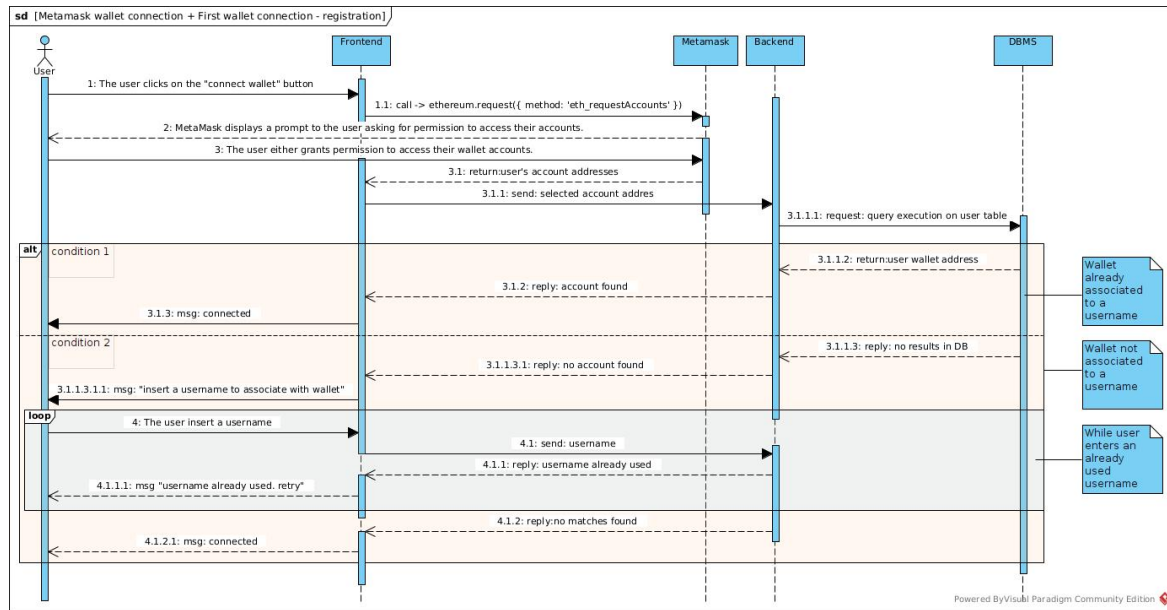 sd [Metamask wallet connection + First wallet connection - registration]
User
Frontend
Metamask
Backend
DBMS
1: The user clicks on the "connect wallet" button
1.1: call -> ethereum.request({ method: 'eth_requestAccounts' })
2: MetaMask displays a prompt to the user asking for permission to access their accounts.
3: The user either grants permission to access their wallet accounts.
3.1: return:user's account addresses
3.1.1: send: selected account addres
3.1.1.1: request: query execution on user table
alt
condition 1
3.1.1.2: return:user wallet address
Wallet
already
associated
to a
username
3.1.2: reply: account found
3.1.3: msg: connected
condition 2
3.1.1.3: reply: no results in DB
Wallet not
associated
to a
username
3.1.1.3.1: reply: no account found
3.1.1.3.1.1: msg: "insert a username to associate with wallet"
loop
4: The user insert a username
While user
enters an
already
used
username
4.1: send: username
4.1.1: reply: username already used
4.1.1.1: msg "username already used. retry"
4.1.2: reply:no matches found
4.1.2.1: msg: connected
Powered ByVisual Paradigm Community Edition